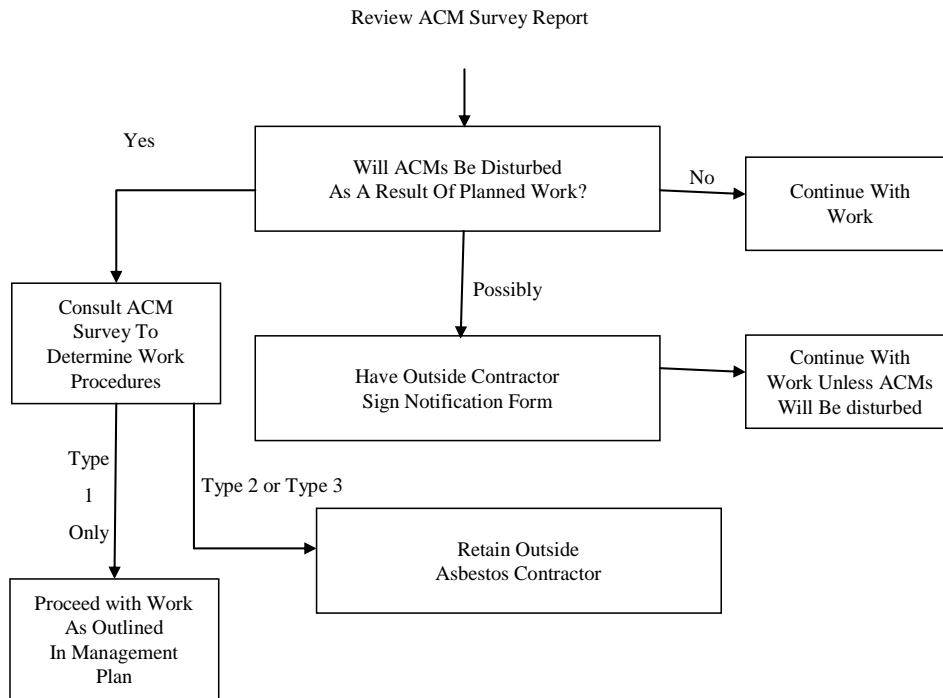 Review ACM Survey Report
Yes
Will ACMs Be Disturbed
As A Result Of Planned Work?
No
Continue With
Work
Possibly
Consult ACM
Survey To
Determine Work
Procedures
Have Outside Contractor
Sign Notification Form
Continue With
Work Unless ACMs
Will Be disturbed
Type
1
Only
Type 2 or Type 3
Retain Outside
Asbestos Contractor
Proceed with Work
As Outlined
In Management
Plan